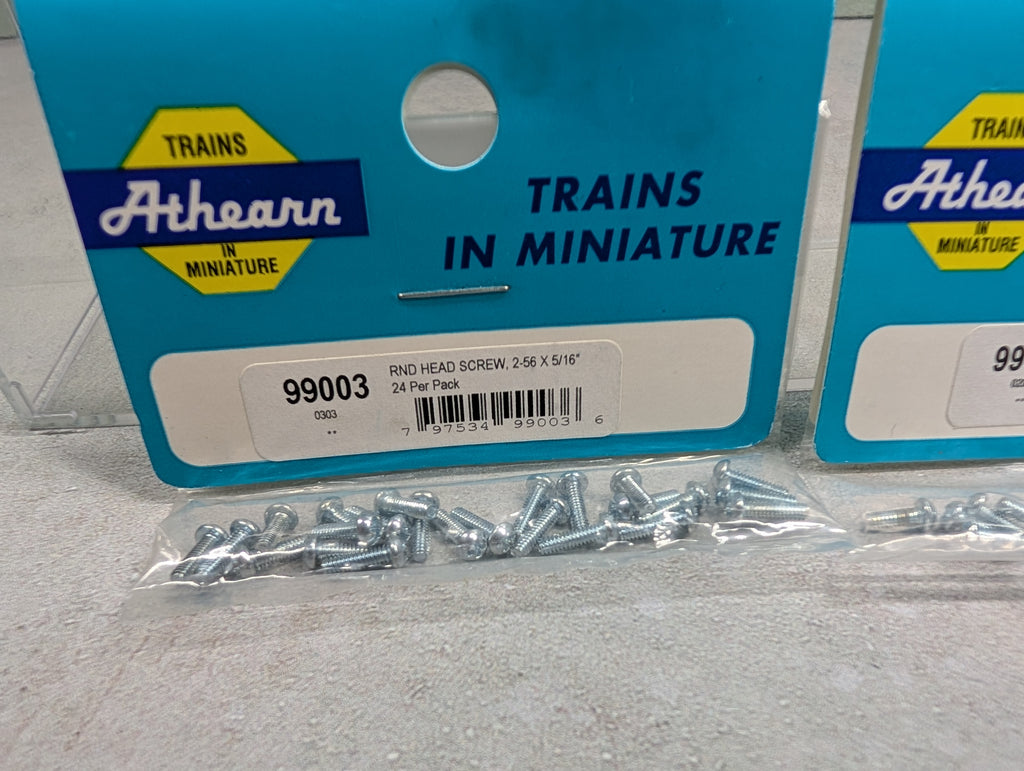 TRAINS
Athearn
IN
MINIATURE
TRAINS
IN MINIATURE
99003
0303
**
RND HEAD SCREW, 2-56 X 5/16"
24 Per Pack
7 97534 99003 6
TRAIN
Athea
IN
MINIATURE
99